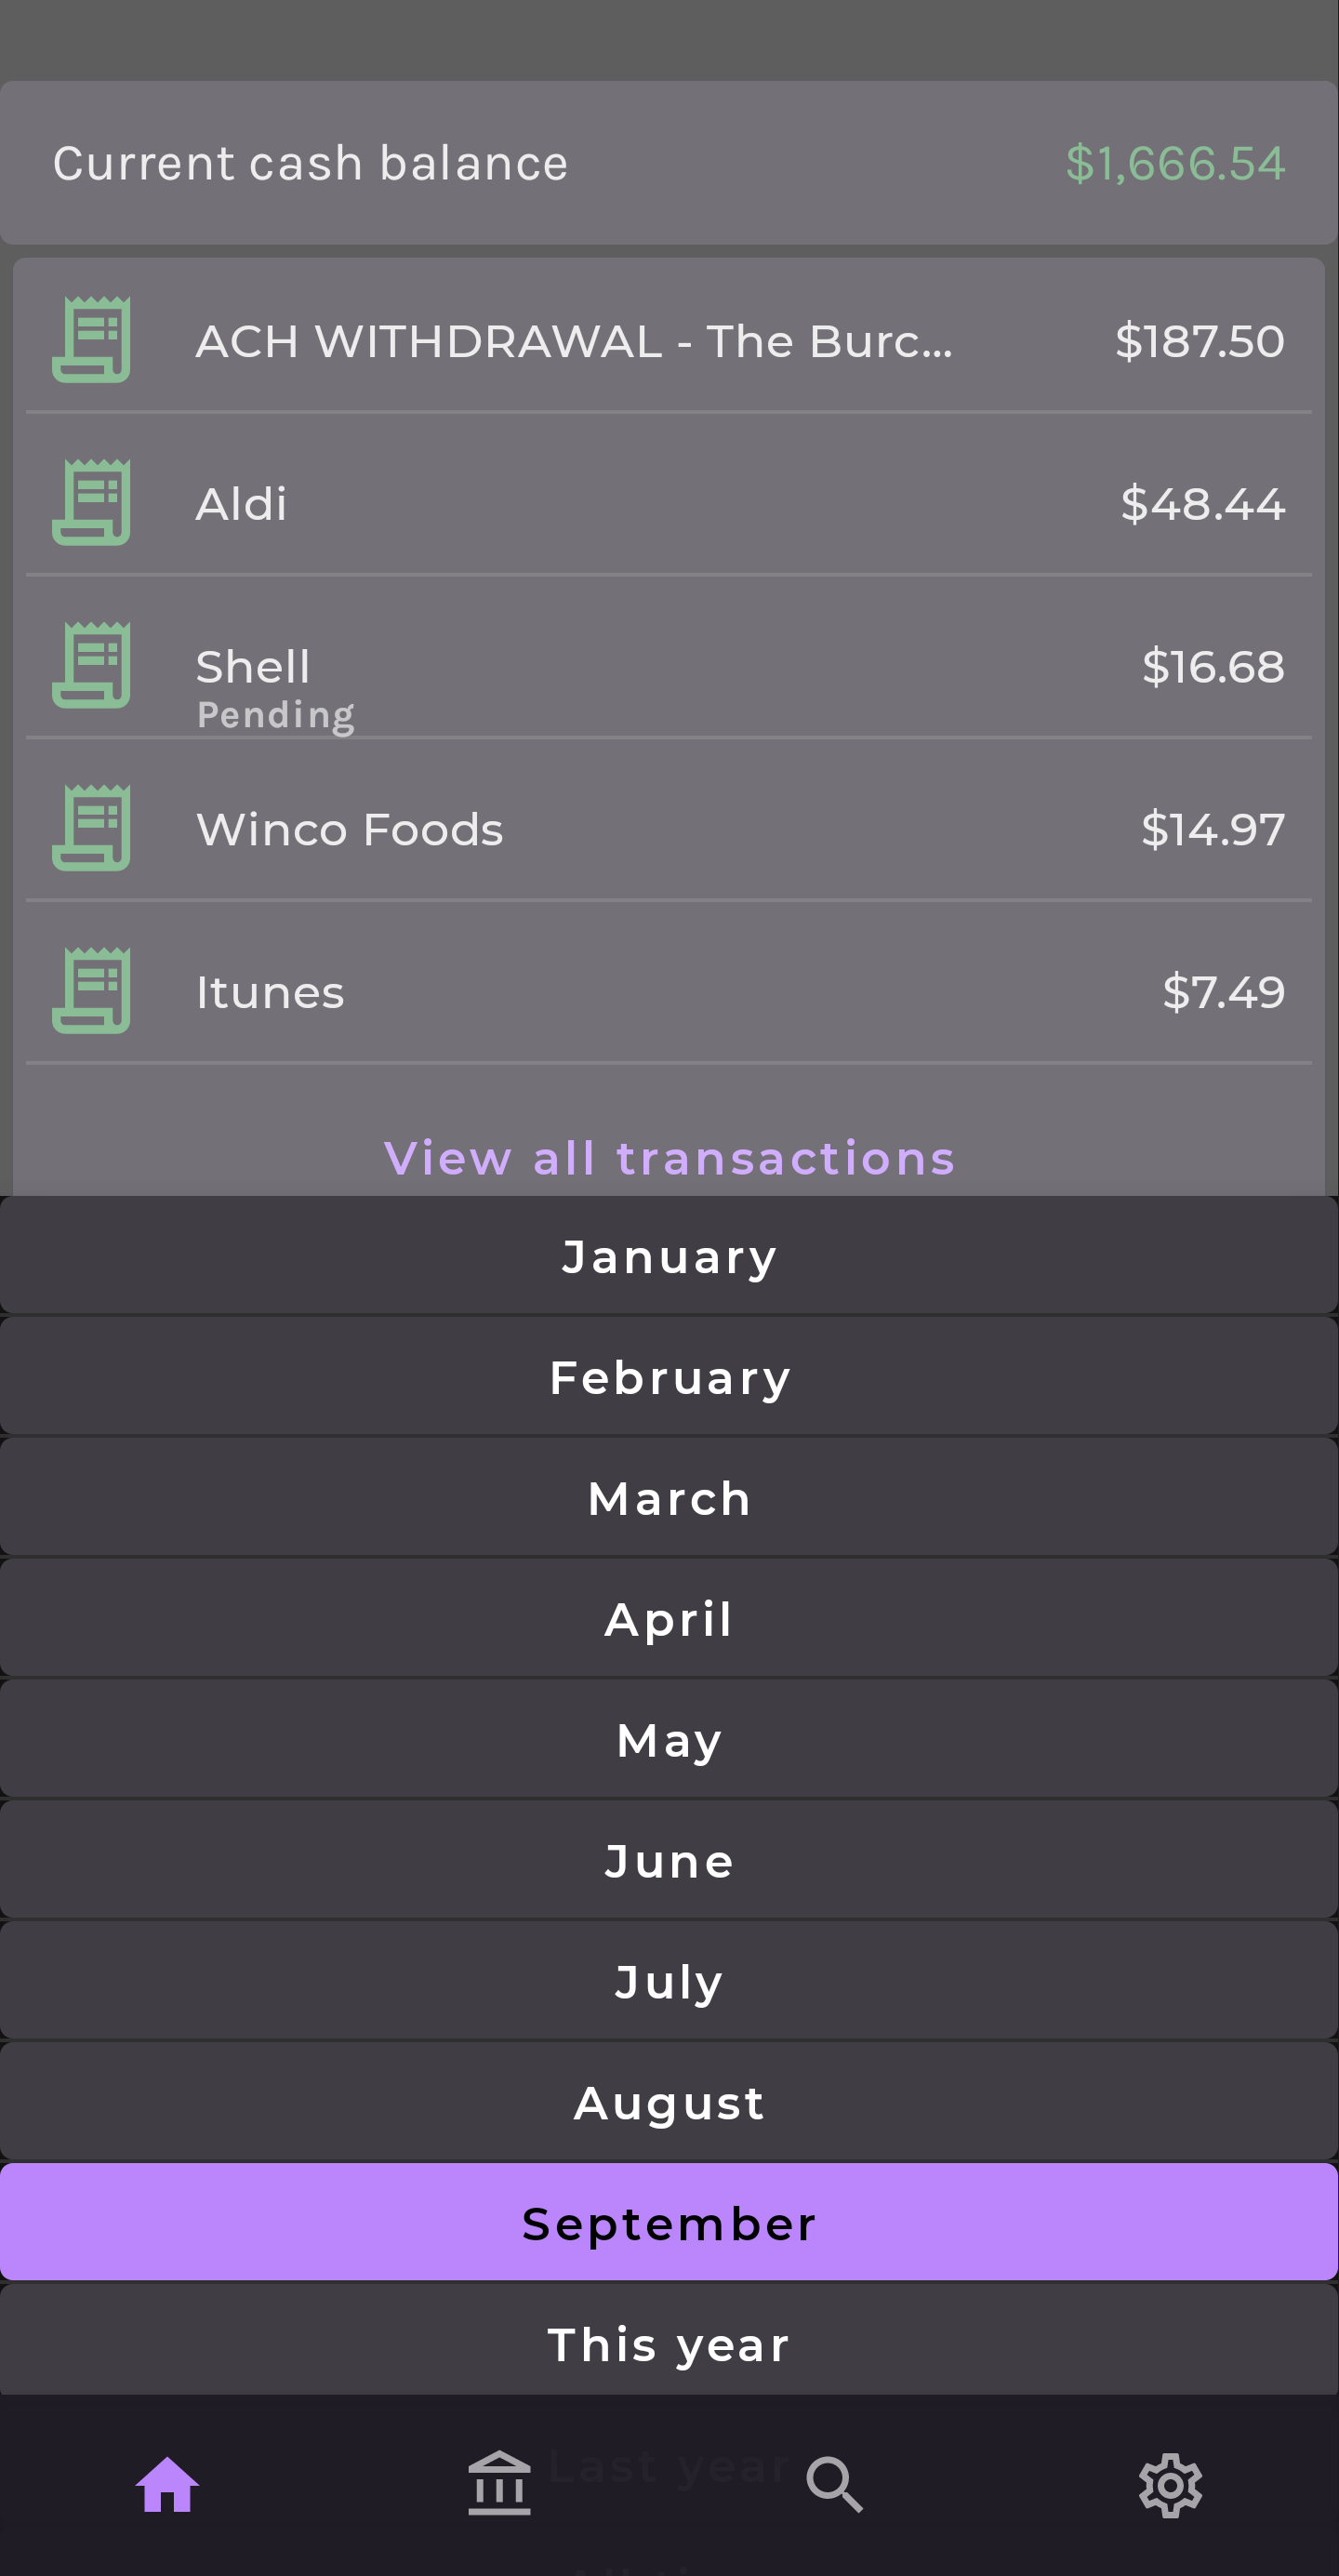 Current cash balance $1,666.54
ACH WITHDRAWAL - The Burc... $187.50
Aldi $48.44
Shell $16.68
Pending
Winco Foods $14.97
Itunes $7.49
View all transactions
January
February
March
April
May
June
July
August
September
This year
Last year